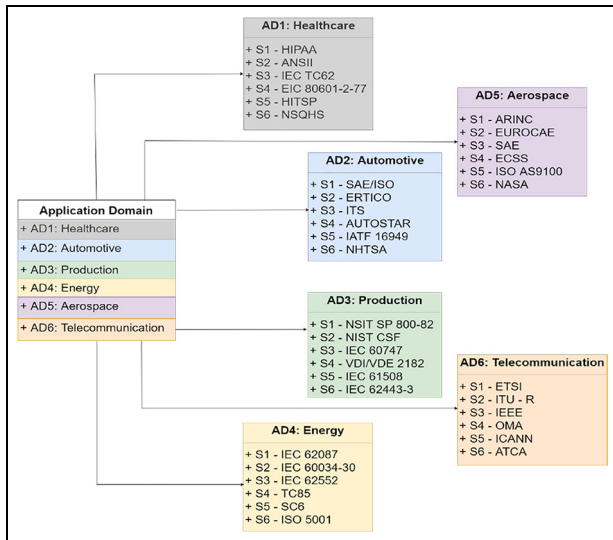 AD1: Healthcare
+ S1 - HIPAA
+ S2 - ANSII
+ S3 - IEC TC62
+ S4 - EIC 80601-2-77
+ S5 - HITSP
+ S6 - NSQHS
AD5: Aerospace
+ S1 - ARINC
+ S2 - EUROCAE
+ S3 - SAE
+ S4 - ECSS
+ S5 - ISO AS9100
+ S6 - NASA
AD2: Automotive
+ S1 - SAE/ISO
+ S2 - ERTICO
+ S3 - ITS
+ S4 - AUTOSTAR
+ S5 - IATF 16949
+ S6 - NHTSA
Application Domain
+ AD1: Healthcare
+ AD2: Automotive
+ AD3: Production
+ AD4: Energy
+ AD5: Aerospace
+ AD6: Telecommunication
AD3: Production
+ S1 - NSIT SP 800-82
+ S2 - NIST CSF
+ S3 - IEC 60747
+ S4 - VDI/VDE 2182
+ S5 - IEC 61508
+ S6 - IEC 62443-3
AD6: Telecommunication
+ S1 - ETSI
+ S2 - ITU - R
+ S3 - IEEE
+ S4 - OMA
+ S5 - ICANN
+ S6 - ATCA
AD4: Energy
+ S1 - IEC 62087
+ S2 - IEC 60034-30
+ S3 - IEC 62552
+ S4 - TC85
+ S5 - SC6
+ S6 - ISO 5001